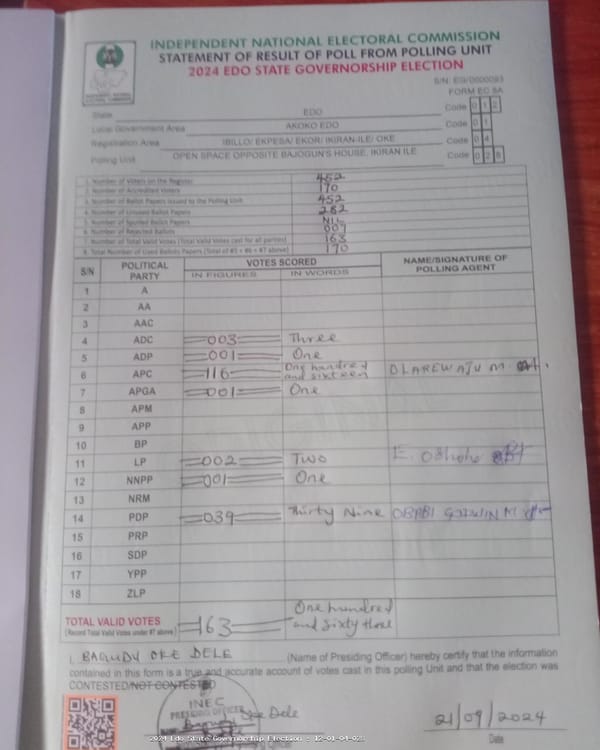 INDEPENDENT NATIONAL ELECTORAL COMMISSION
STATEMENT OF RESULT OF POLL FROM POLLING UNIT
2024 EDO STATE GOVERNORSHIP ELECTION
S/N: EG/0000093
FORM EC 8A
State EDO Code 0 1 2
Local Government Area AKOKO EDO Code 0 1
Registration Area IBILLO/ EKPESA/ EKOR/ IKIRAN-ILE/ OKE Code 0 4
Polling Unit OPEN SPACE OPPOSITE BAJOGUN'S HOUSE, IKIRAN ILE Code 0 2 8
1. Number of Voters on the Register 452
2. Number of Accredited Voters 170
3. Number of Ballot Papers Issued to the Polling Unit 452
4. Number of Unused Ballot Papers 282
5. Number of Spoiled Ballot Papers NIL
6. Number of Rejected Ballots 007
7. Number of Total Valid Votes (Total Valid Votes cast for all parties) 163
8. Total Number of Used Ballots Papers (Total of #5 + #6 + #7 above) 170
S/N POLITICAL PARTY VOTES SCORED NAME/SIGNATURE OF POLLING AGENT
IN FIGURES IN WORDS
1 A
2 AA
3 AAC
4 ADC 003 Three
5 ADP 001 One
6 APC 116 One hundred and sixteen OLAREWAJU M
7 APGA 001 One
8 APM
9 APP
10 BP
11 LP 002 Two E. Oshoke
12 NNPP 001 One
13 NRM
14 PDP 039 Thirty Nine GODWIN M
15 PRP
16 SDP
17 YPP
18 ZLP
TOTAL VALID VOTES 163 One hundred and sixty three
(Record Total Valid Votes under #7 above)
I, BAGUDU OKE DELE (Name of Presiding Officer) hereby certify that the information
contained in this form is a true and accurate account of votes cast in this polling Unit and that the election was
CONTESTED/NOT CONTESTED
INEC
PRESIDING OFFICER
Oke Dele
21/09/2024
Date
2024 Edo State Governorship Election : 12-01-04-028